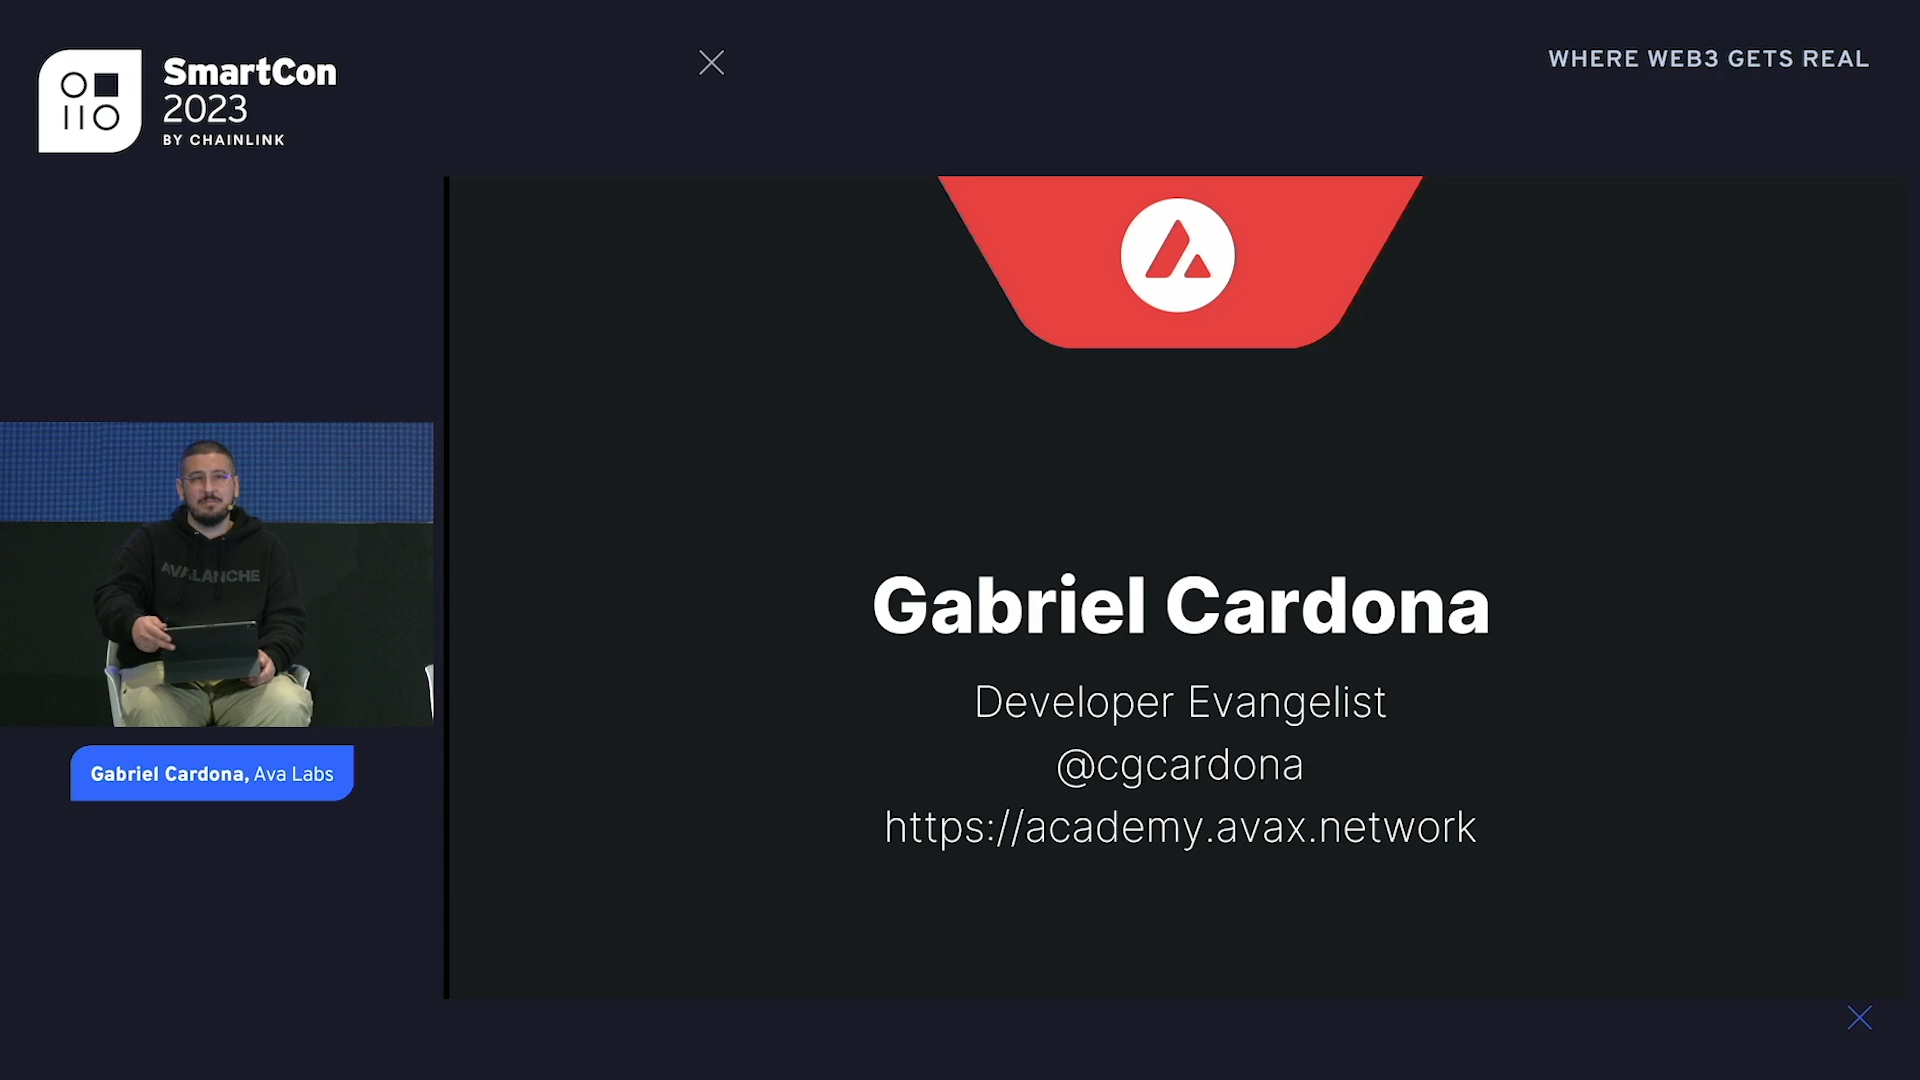 SmartCon
2023
BY CHAINLINK
WHERE WEB3 GETS REAL
AVALANCHE
Gabriel Cardona, Ava Labs
Gabriel Cardona
Developer Evangelist
@cgcardona
https://academy.avax.network